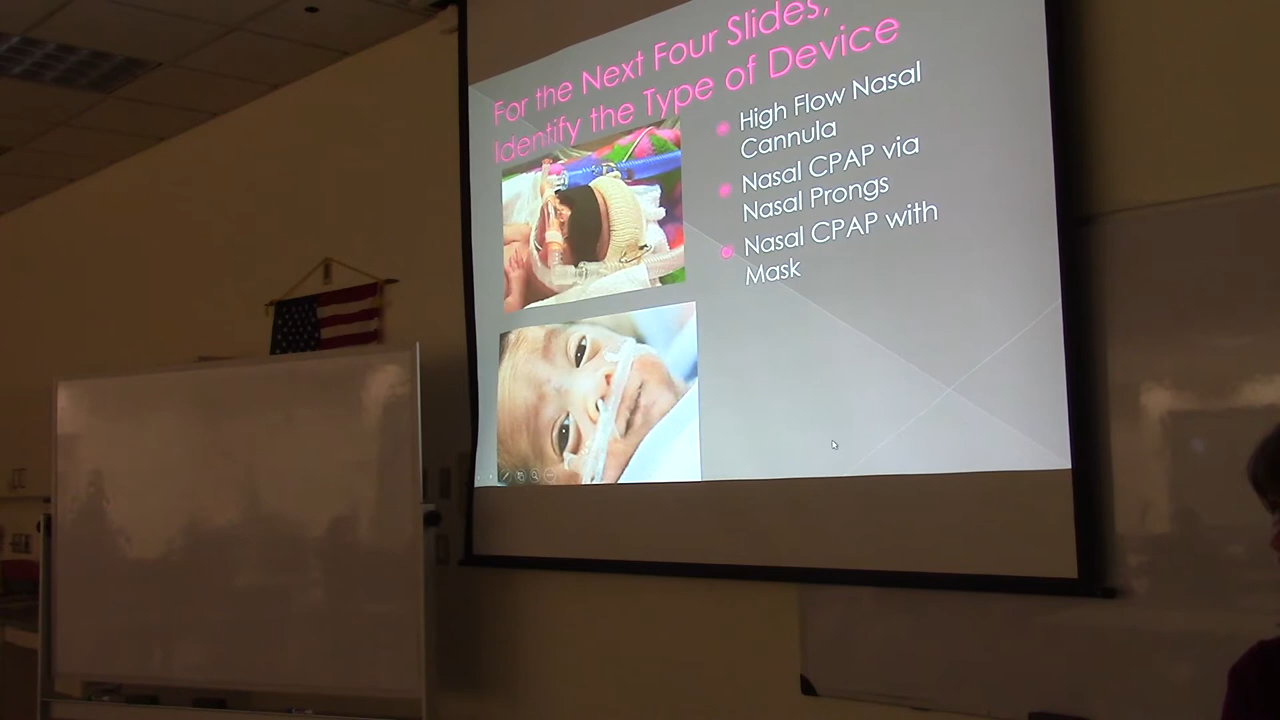 For the Next Four Slides,
Identify the Type of Device
High Flow Nasal
Cannula
Nasal CPAP via
Nasal Prongs
Nasal CPAP with
Mask